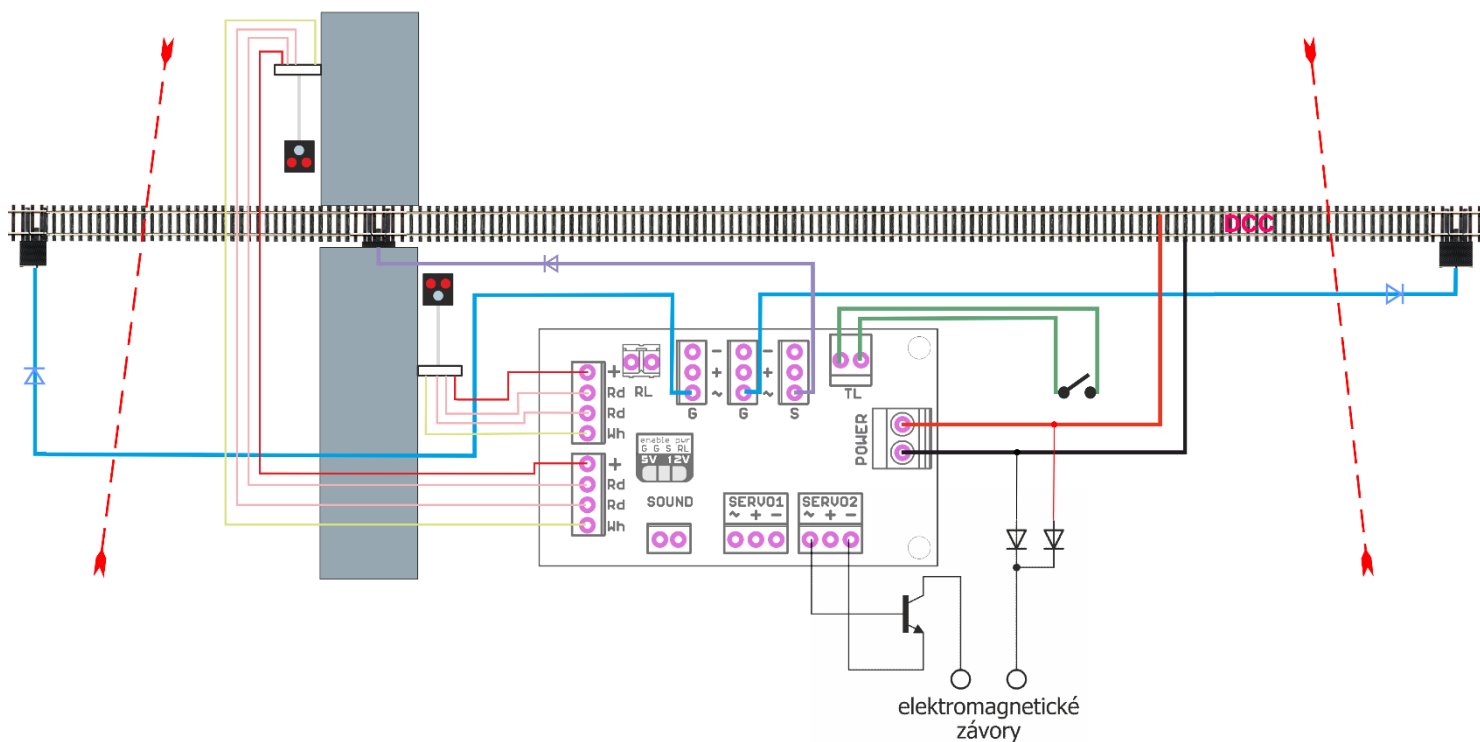 DCC
- - -
+ + + +
Rd RL ~ ~ ~ TL
Rd G G S
Wh
POWER
enable pwr
G G S RL
5V 12V
+
Rd SOUND SERVO1 SERVO2
Rd ~ + - ~ + -
Wh
elektromagnetické
závory